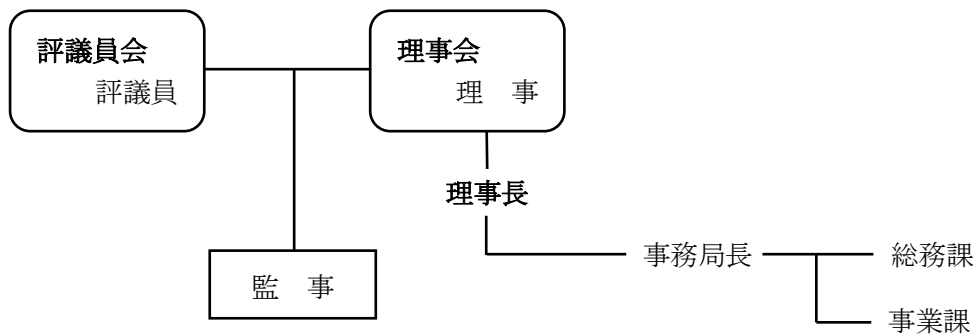 評議員会
評議員
理事会
理　事
理事長
事務局長
総務課
監　事
事業課